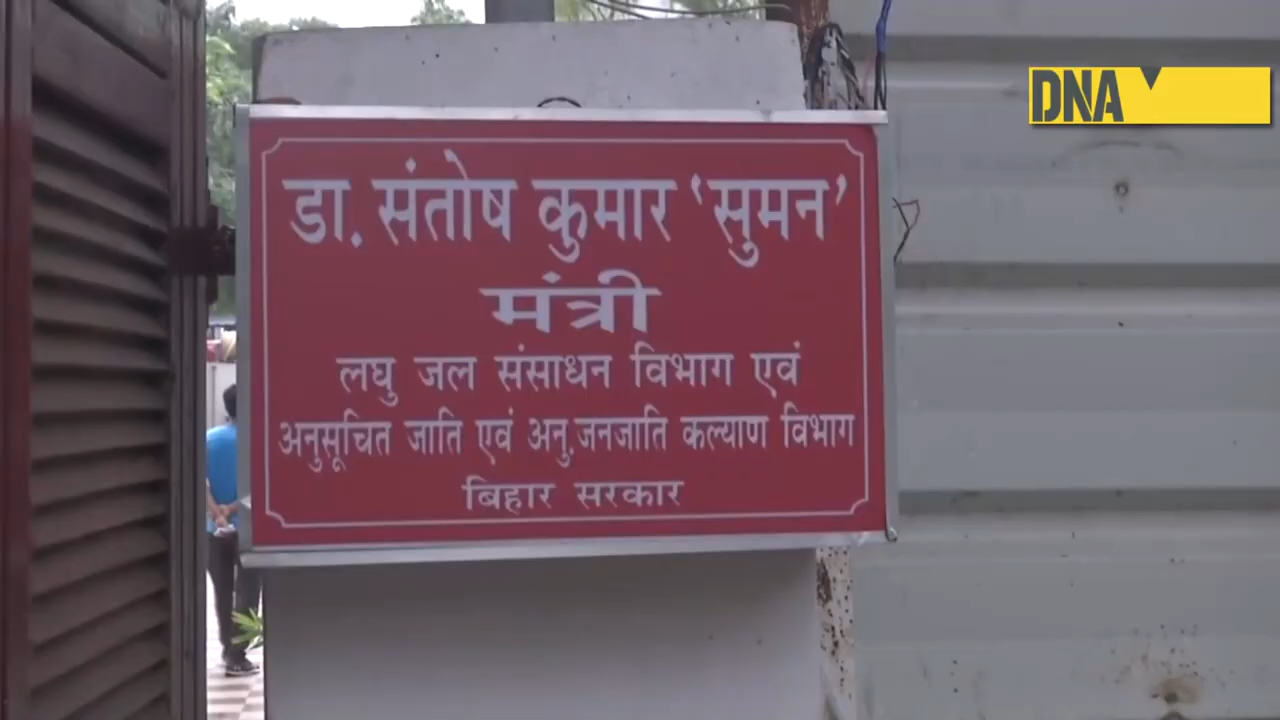 DNA
डा. संतोष कुमार ‘सुमन’
मंत्री
लघु जल संसाधन विभाग एवं
अनुसूचित जाति एवं अनु.जनजाति कल्याण विभाग
बिहार सरकार